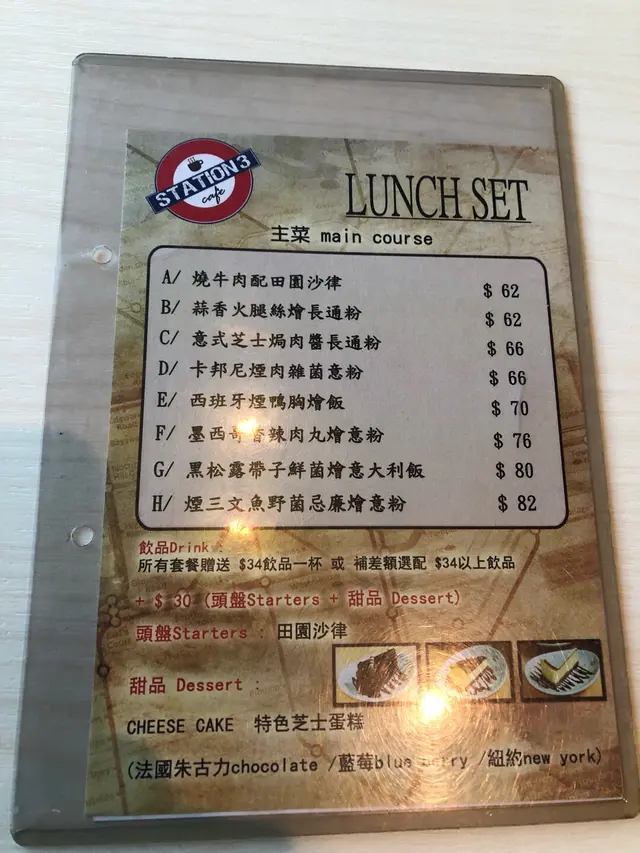 STATION3
cafe
LUNCH SET
主菜 main course
A/ 燒牛肉配田園沙律 $ 62
B/ 蒜香火腿絲燴長通粉 $ 62
C/ 意式芝士焗肉醬長通粉 $ 66
D/ 卡邦尼煙肉雜菌意粉 $ 66
E/ 西班牙煙鴨胸燴飯 $ 70
F/ 墨西哥香辣肉丸燴意粉 $ 76
G/ 黑松露帶子鮮菌燴意大利飯 $ 80
H/ 煙三文魚野菌忌廉燴意粉 $ 82
飲品Drink :
所有套餐贈送 $34飲品一杯 或 補差額選配 $34以上飲品
+ $ 30 (頭盤Starters + 甜品 Dessert)
頭盤Starters : 田園沙律
甜品 Dessert :
CHEESE CAKE 特色芝士蛋糕
(法國朱古力chocolate /藍莓blue berry /紐約new york)